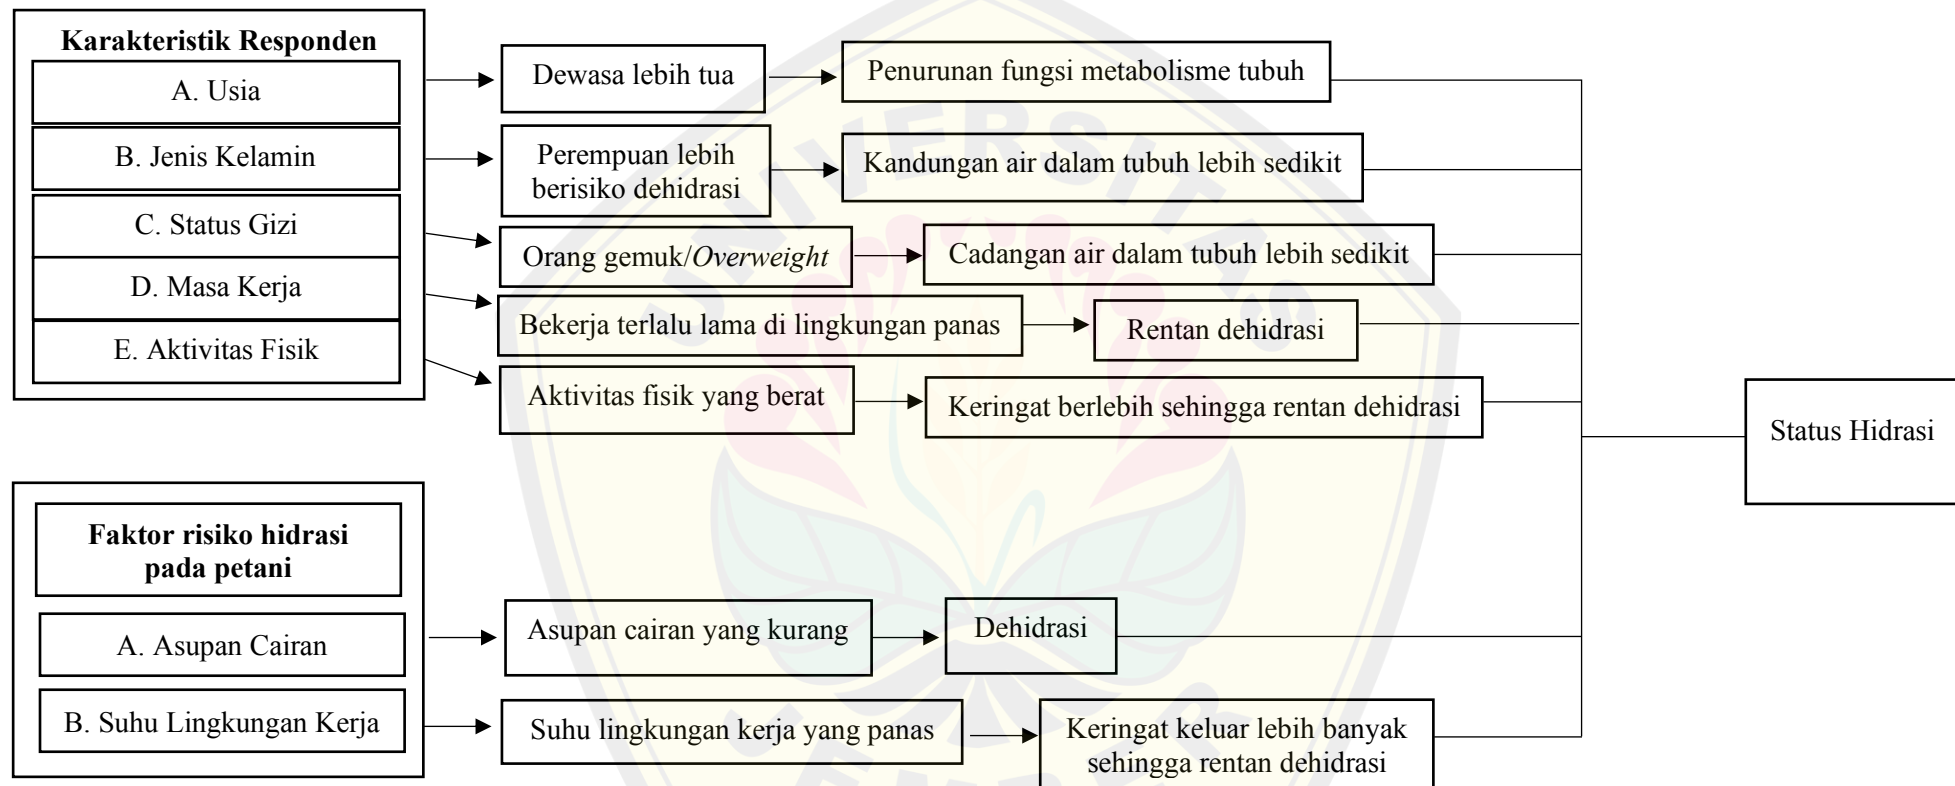 Karakteristik Responden
A. Usia
B. Jenis Kelamin
C. Status Gizi
D. Masa Kerja
E. Aktivitas Fisik
Dewasa lebih tua
Penurunan fungsi metabolisme tubuh
Perempuan lebih
berisiko dehidrasi
Kandungan air dalam tubuh lebih sedikit
Orang gemuk/Overweight
Cadangan air dalam tubuh lebih sedikit
Bekerja terlalu lama di lingkungan panas
Rentan dehidrasi
Aktivitas fisik yang berat
Keringat berlebih sehingga rentan dehidrasi
Status Hidrasi
Faktor risiko hidrasi
pada petani
A. Asupan Cairan
B. Suhu Lingkungan Kerja
Asupan cairan yang kurang
Dehidrasi
Suhu lingkungan kerja yang panas
Keringat keluar lebih banyak
sehingga rentan dehidrasi
UNIVERSITAS
JEMBER